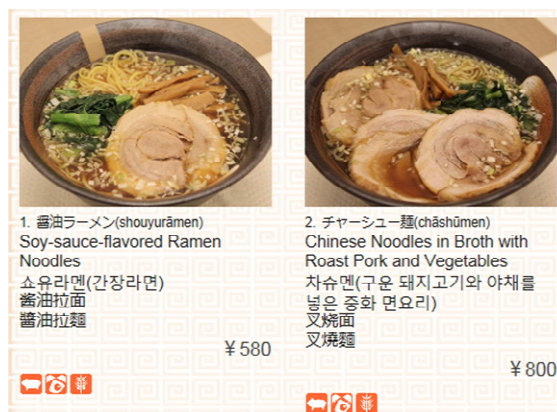 1. 醤油ラーメン(shouyurāmen)
Soy-sauce-flavored Ramen
Noodles
쇼유라멘(간장라면)
酱油拉面
醬油拉麵
￥580
2. チャーシュー麺(chāshūmen)
Chinese Noodles in Broth with
Roast Pork and Vegetables
차슈멘(구운 돼지고기와 야채를
넣은 중화 면요리)
叉烧面
叉燒麵
￥800